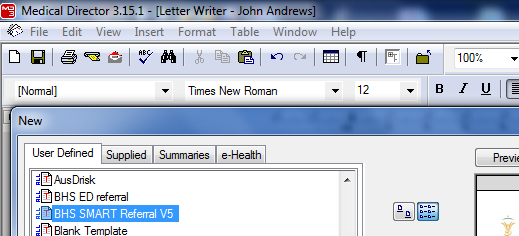 Medical Director 3.15.1 - [Letter Writer - John Andrews]
File Edit View Insert Format Table Window Help
ABC 100%
[Normal] Times New Roman 12 B I U
New
User Defined Supplied Summaries e-Health
AusDrisk
BHS ED referral
BHS SMART Referral V5
Blank Template
Previe